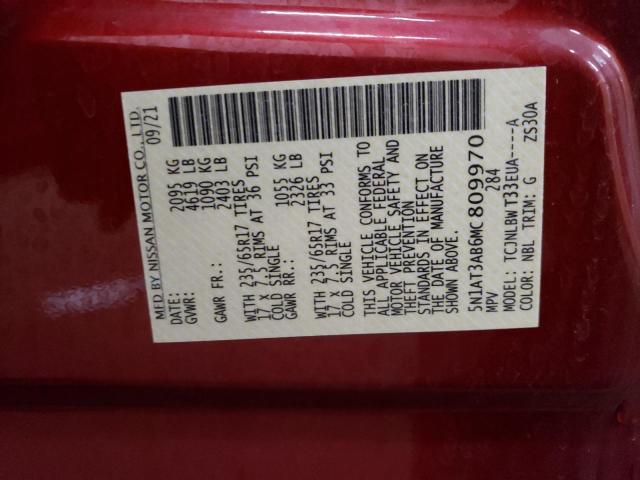 MFD BY NISSAN MOTOR CO., LTD.
DATE: 09/21
GVWR: 2095 KG
4619 LB
GAWR FR.: 1090 KG
2403 LB
WITH 235/65R17 TIRES
17 X 7.5 RIMS AT 36 PSI
COLD SINGLE
GAWR RR.: 1055 KG
2326 LB
WITH 235/65R17 TIRES
17 X 7.5 RIMS AT 33 PSI
COLD SINGLE
THIS VEHICLE CONFORMS TO
ALL APPLICABLE FEDERAL
MOTOR VEHICLE SAFETY AND
THEFT PREVENTION
STANDARDS IN EFFECT ON
THE DATE OF MANUFACTURE
SHOWN ABOVE.
5N1AT3AB6MC809970
MPV 284
MODEL: TCJNLBWT33EUA----A
COLOR: NBL TRIM: G ZS30A